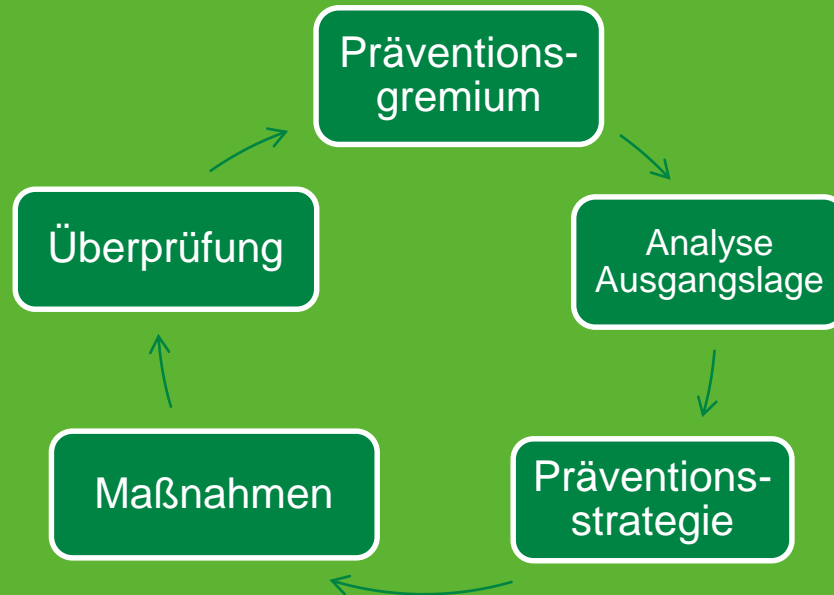 Präventions-
gremium
Analyse
Ausgangslage
Präventions-
strategie
Maßnahmen
Überprüfung